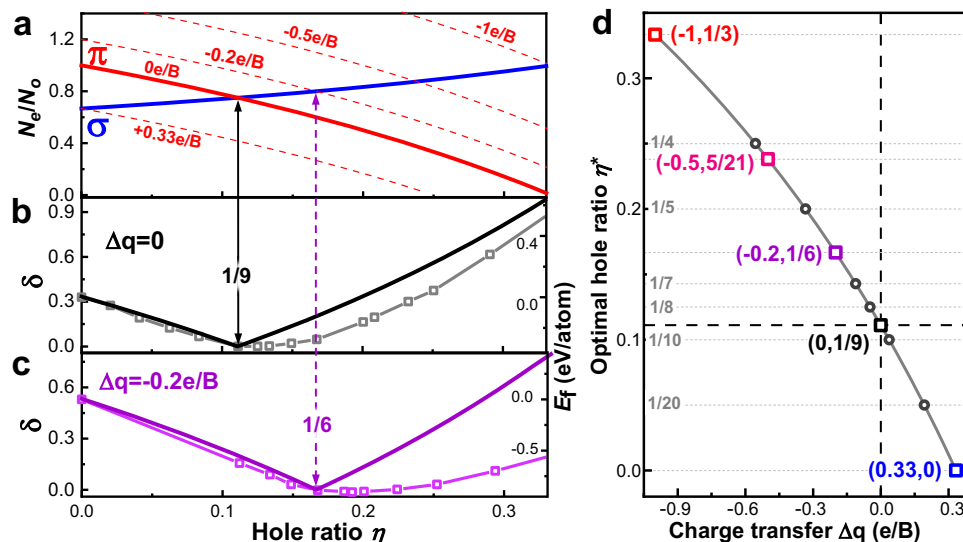 a
1.2
0.8
0.4
0.0
Nₑ/Nₒ
π
σ
-1e/B
-0.5e/B
-0.2e/B
0e/B
+0.33e/B
b
0.9
0.6
0.3
0.0
δ
Δq=0
1/9
0.4
0.0
c
0.6
0.3
0.0
δ
Δq=-0.2e/B
1/6
0.0
-0.5
E_f (eV/atom)
0.0 0.1 0.2 0.3
Hole ratio η
d
0.3
0.2
0.1
0.0
Optimal hole ratio η*
(-1,1/3)
1/4
(-0.5,5/21)
1/5
(-0.2,1/6)
1/7
1/8
(0,1/9)
1/10
1/20
(0.33,0)
-0.9 -0.6 -0.3 0.0 0.3
Charge transfer Δq (e/B)